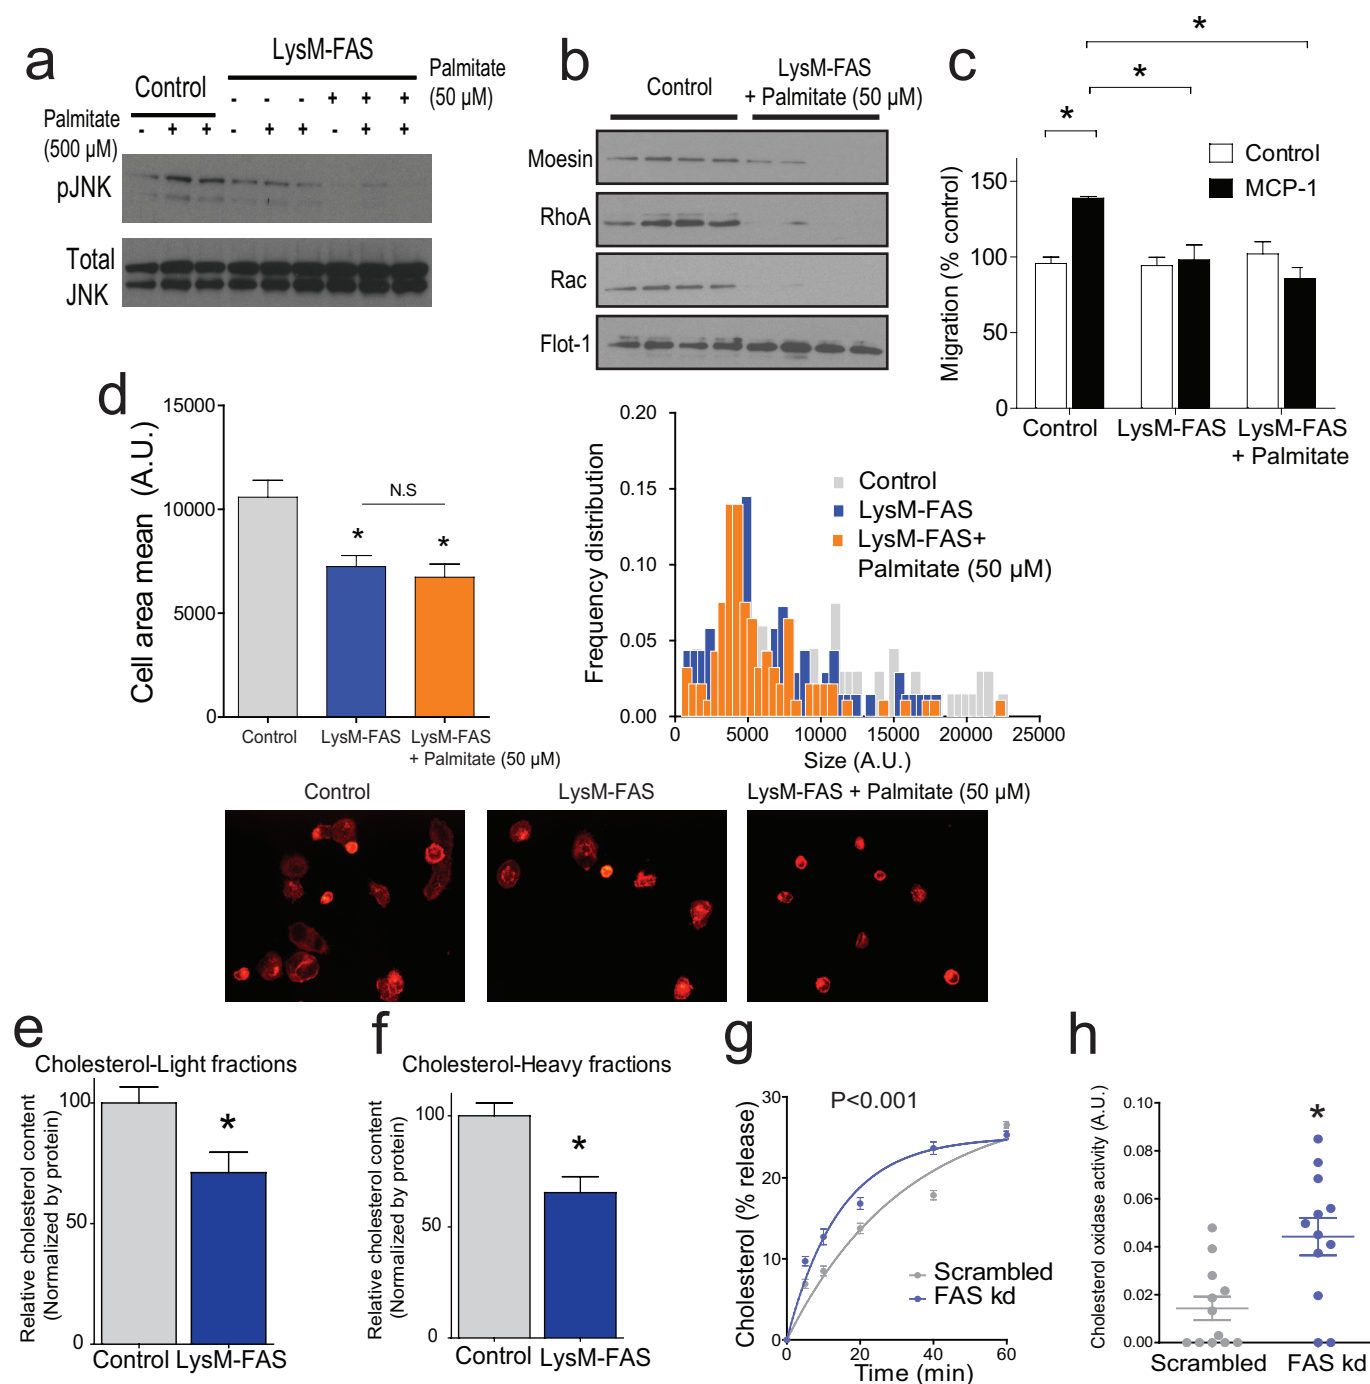 a
LysM-FAS
Control
Palmitate
(50 µM)
- - - + + +
Palmitate
(500 µM)
- + + - + + - + +
pJNK
Total
JNK
b
Control
LysM-FAS
+ Palmitate (50 µM)
Moesin
RhoA
Rac
Flot-1
c
*
*
*
Control
MCP-1
Migration (% control)
150
100
50
0
Control
LysM-FAS
LysM-FAS
+ Palmitate
d
Cell area mean (A.U.)
15000
10000
5000
0
N.S
*
*
Control
LysM-FAS
LysM-FAS
+ Palmitate (50 µM)
Frequency distribution
0.20
0.15
0.10
0.05
0.00
Control
LysM-FAS
LysM-FAS+
Palmitate (50 µM)
0 5000 10000 15000 20000 25000
Size (A.U.)
Control
LysM-FAS
LysM-FAS + Palmitate (50 µM)
e
Cholesterol-Light fractions
Relative cholesterol content
(Normalized by protein)
100
50
0
*
Control LysM-FAS
f
Cholesterol-Heavy fractions
Relative cholesterol content
(Normalized by protein)
100
50
0
*
Control LysM-FAS
g
Cholesterol (% release)
30
20
10
0
P<0.001
Scrambled
FAS kd
0 20 40 60
Time (min)
h
Cholesterol oxidase activity (A.U.)
0.10
0.08
0.06
0.04
0.02
0.00
*
Scrambled
FAS kd